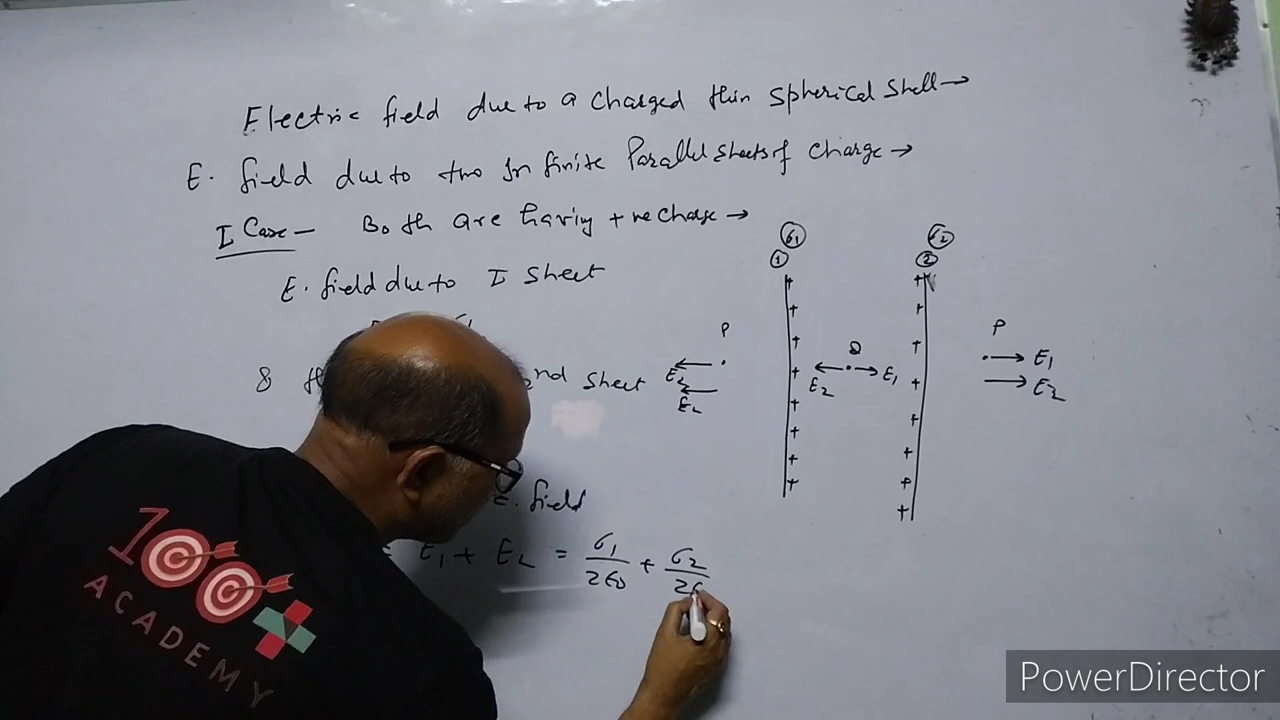 Electric field due to a charged thin spherical shell →
E. field due to two Infinite Parallel sheets of charge →
I Case – Both are having +ve charge →
σ1 σ2
1 2
E. field due to I sheet
P P
Q
E1
8 nd sheet
E2 E2 E1 E2
E2
E. field
= E1 + E2 = σ1/2ϵ0 + σ2/2ϵ
100+
ACADEMY
PowerDirector